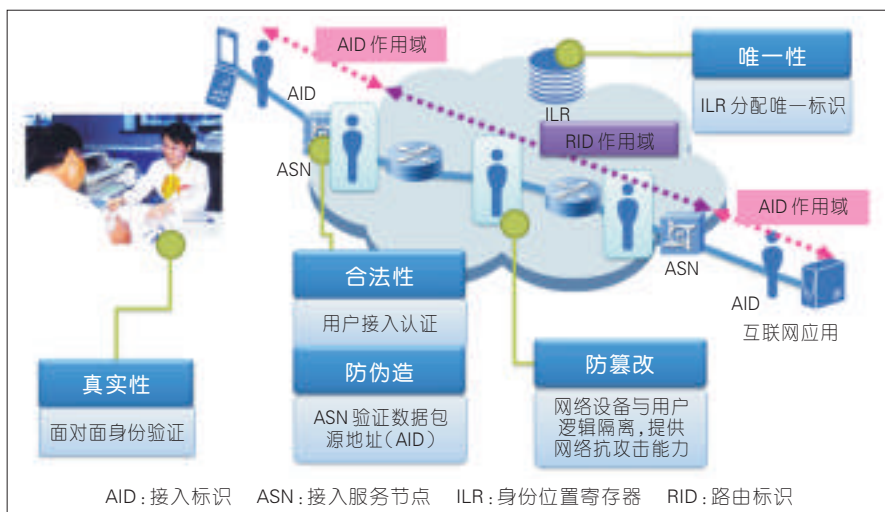 AID 作用域
唯一性
ILR 分配唯一标识
AID
ILR
ASN
RID 作用域
AID 作用域
ASN
AID
互联网应用
合法性
用户接入认证
防伪造
ASN 验证数据包
源地址(AID)
防篡改
网络设备与用户
逻辑隔离,提供
网络抗攻击能力
真实性
面对面身份验证
AID:接入标识 ASN:接入服务节点 ILR:身份位置寄存器 RID:路由标识